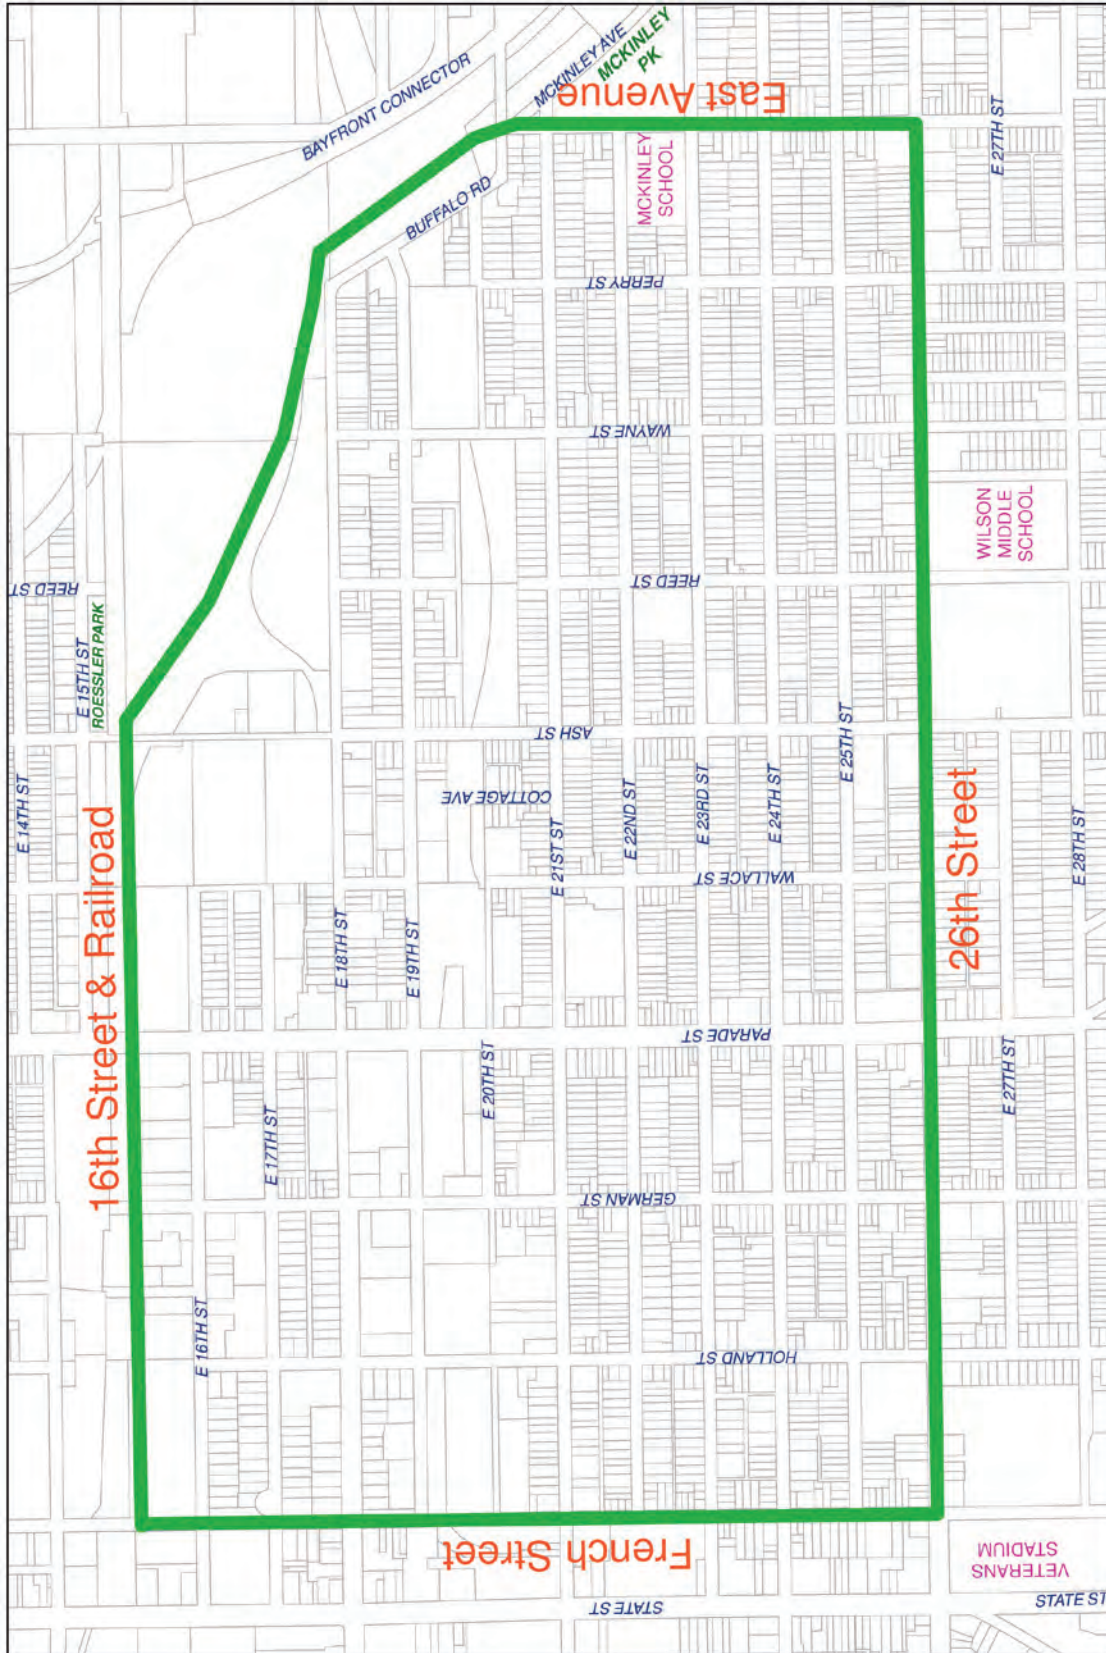 BAYFRONT CONNECTOR
MCKINLEY AVE
MCKINLEY
PK
East Avenue
BUFFALO RD
MCKINLEY
SCHOOL
E 27TH ST
PERRY ST
WAYNE ST
WILSON
MIDDLE
SCHOOL
REED ST
E 15TH ST
ROESSLER PARK
REED ST
ASH ST
E 14TH ST
16th Street & Railroad
COTTAGE AVE
E 21ST ST
E 22ND ST
E 23RD ST
E 24TH ST
E 25TH ST
26th Street
E 28TH ST
WALLACE ST
E 18TH ST
E 19TH ST
PARADE ST
E 20TH ST
E 17TH ST
E 27TH ST
GERMAN ST
E 16TH ST
HOLLAND ST
French Street
VETERANS
STADIUM
STATE ST
STATE ST